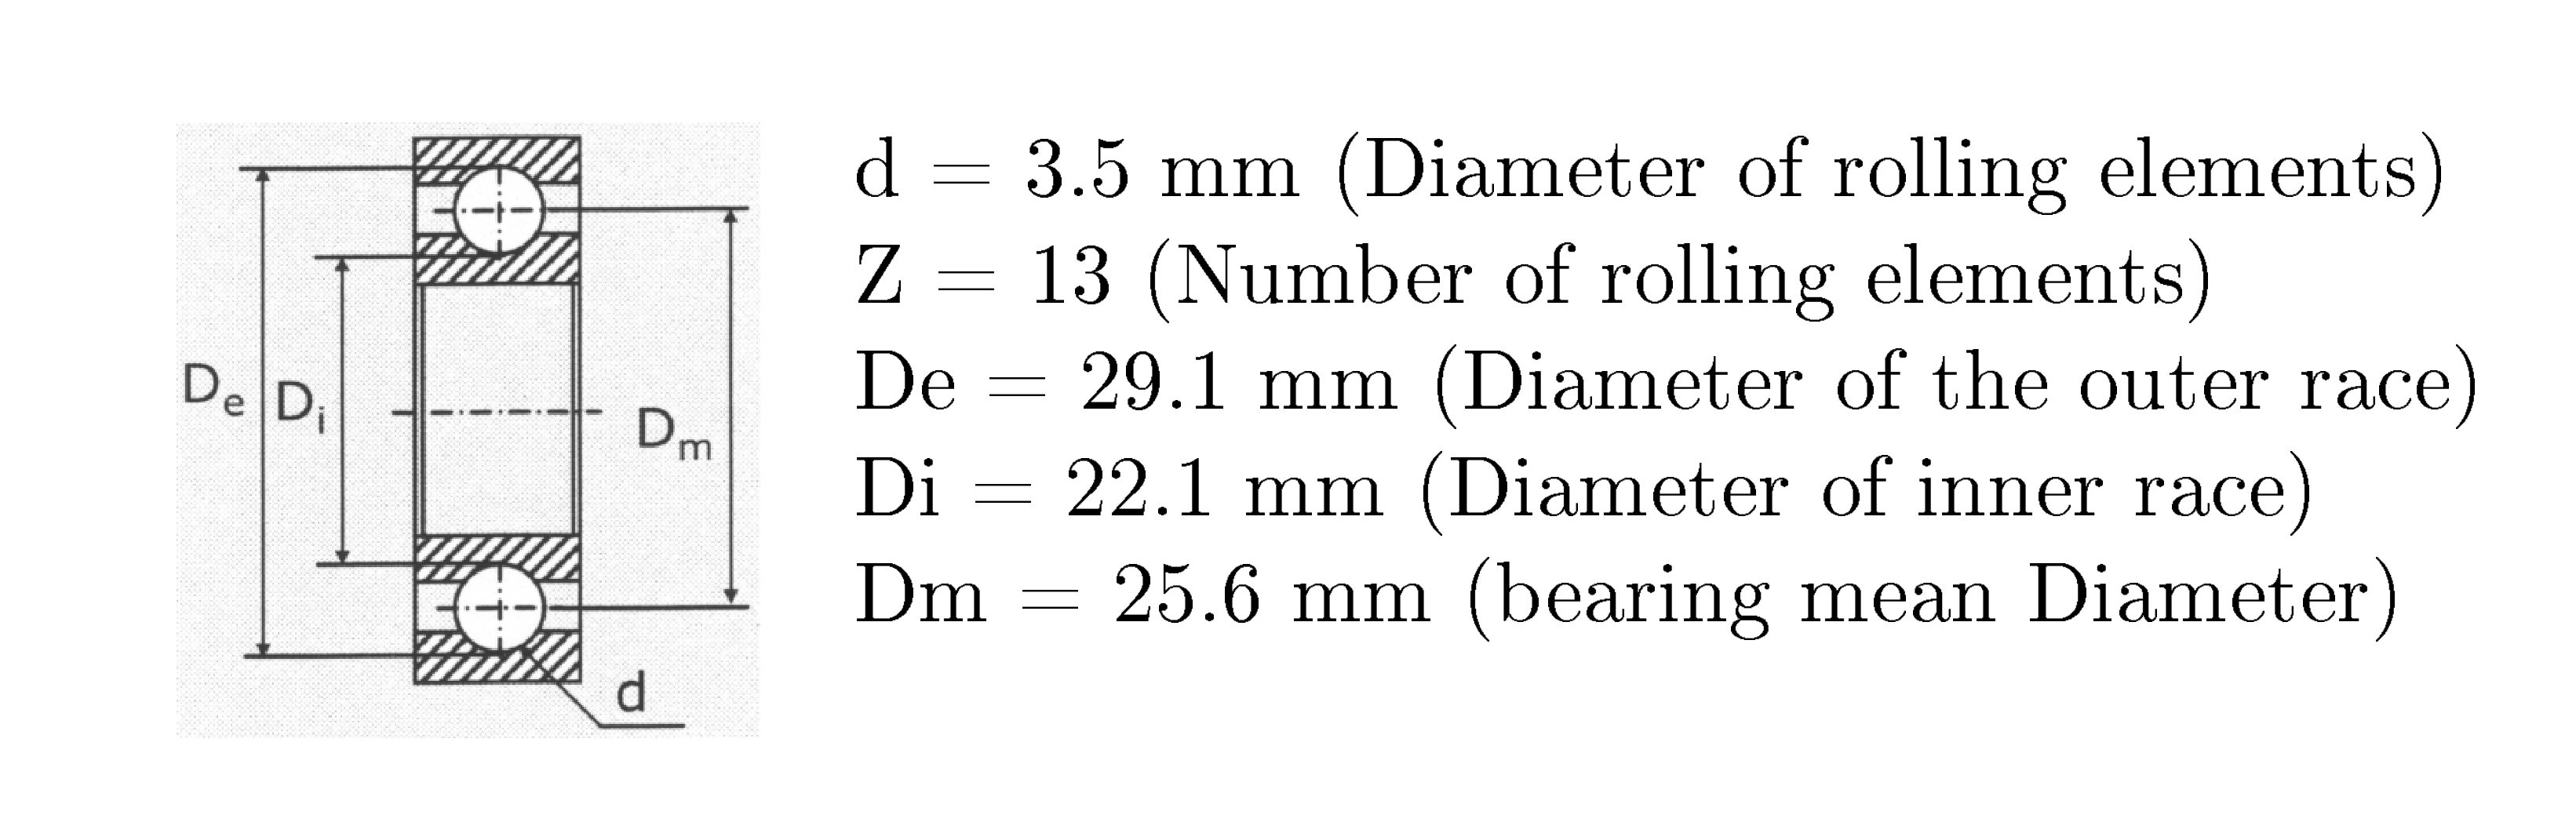 d = 3.5 mm (Diameter of rolling elements)
Z = 13 (Number of rolling elements)
De = 29.1 mm (Diameter of the outer race)
Di = 22.1 mm (Diameter of inner race)
Dm = 25.6 mm (bearing mean Diameter)
De
Di
Dm
d